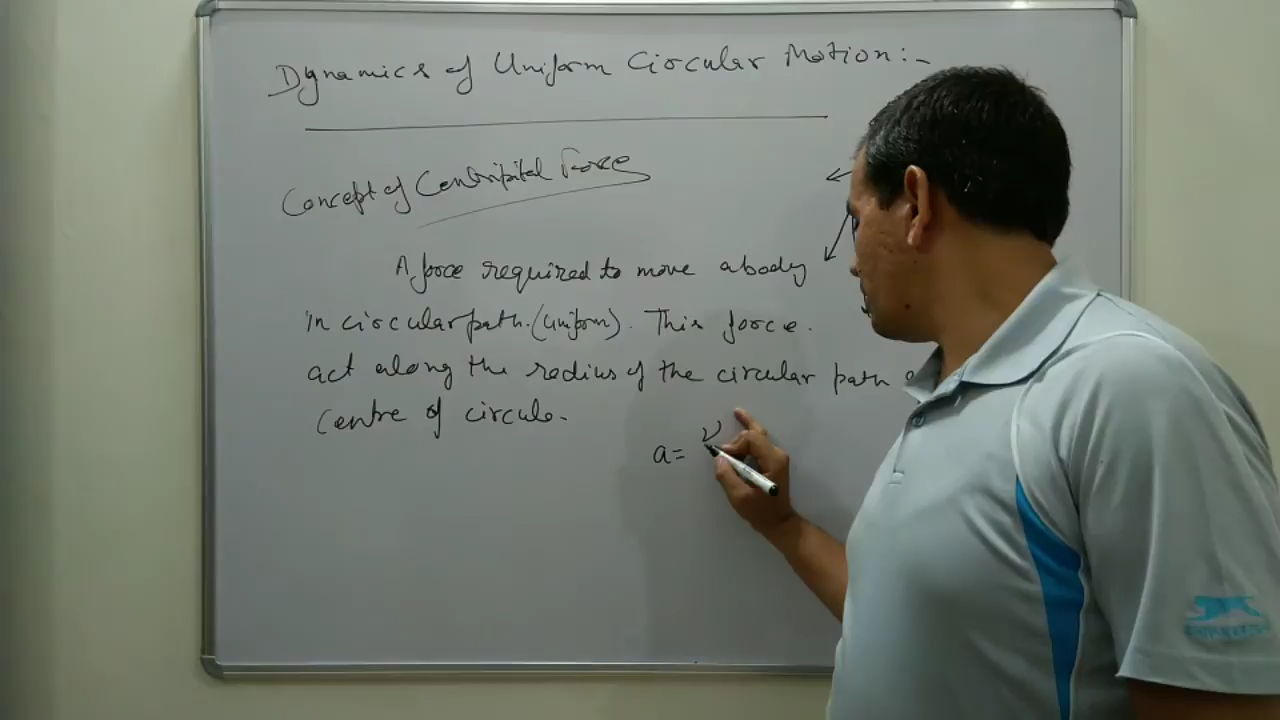 Dynamics of Uniform Circular Motion:-
Concept of Centripital Force
A force required to move a body
in circular path. (Uniform). This force.
act along the radius of the circular path
Centre of circule.
a= v